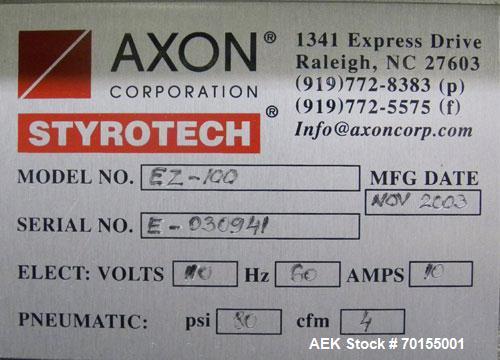 AXON®
CORPORATION
STYROTECH®
1341 Express Drive
Raleigh, NC 27603
(919)772-8383 (p)
(919)772-5575 (f)
Info@axoncorp.com
MODEL NO. EZ-100 MFG DATE
NOV 2003
SERIAL NO. E-030941
ELECT: VOLTS 110 Hz 60 AMPS 10
PNEUMATIC: psi 80 cfm 4
AEK Stock # 70155001